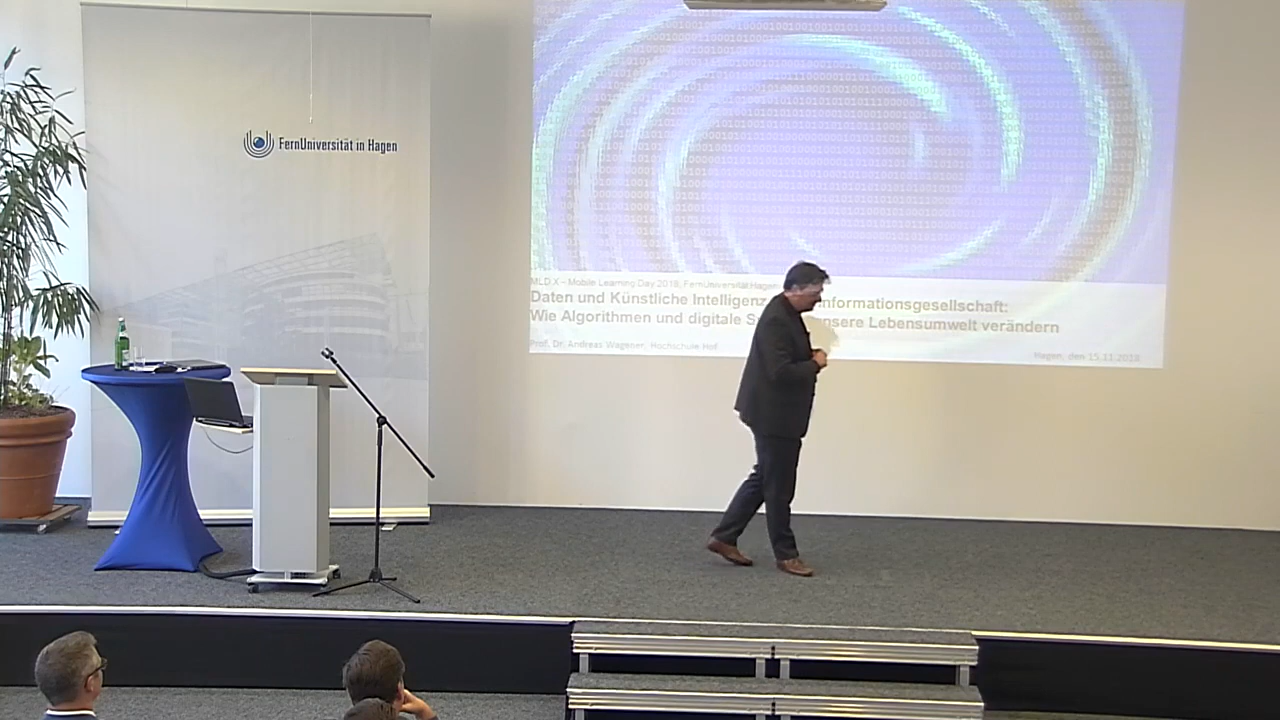 FernUniversität in Hagen
MLD.X – Mobile Learning Day 2018, FernUniversität Hagen
Daten und Künstliche Intelligenz informationsgesellschaft:
Wie Algorithmen und digitale unsere Lebensumwelt verändern
Prof. Dr. Andreas Wagener, Hochschule Hof
Hagen, den 15.11.2018